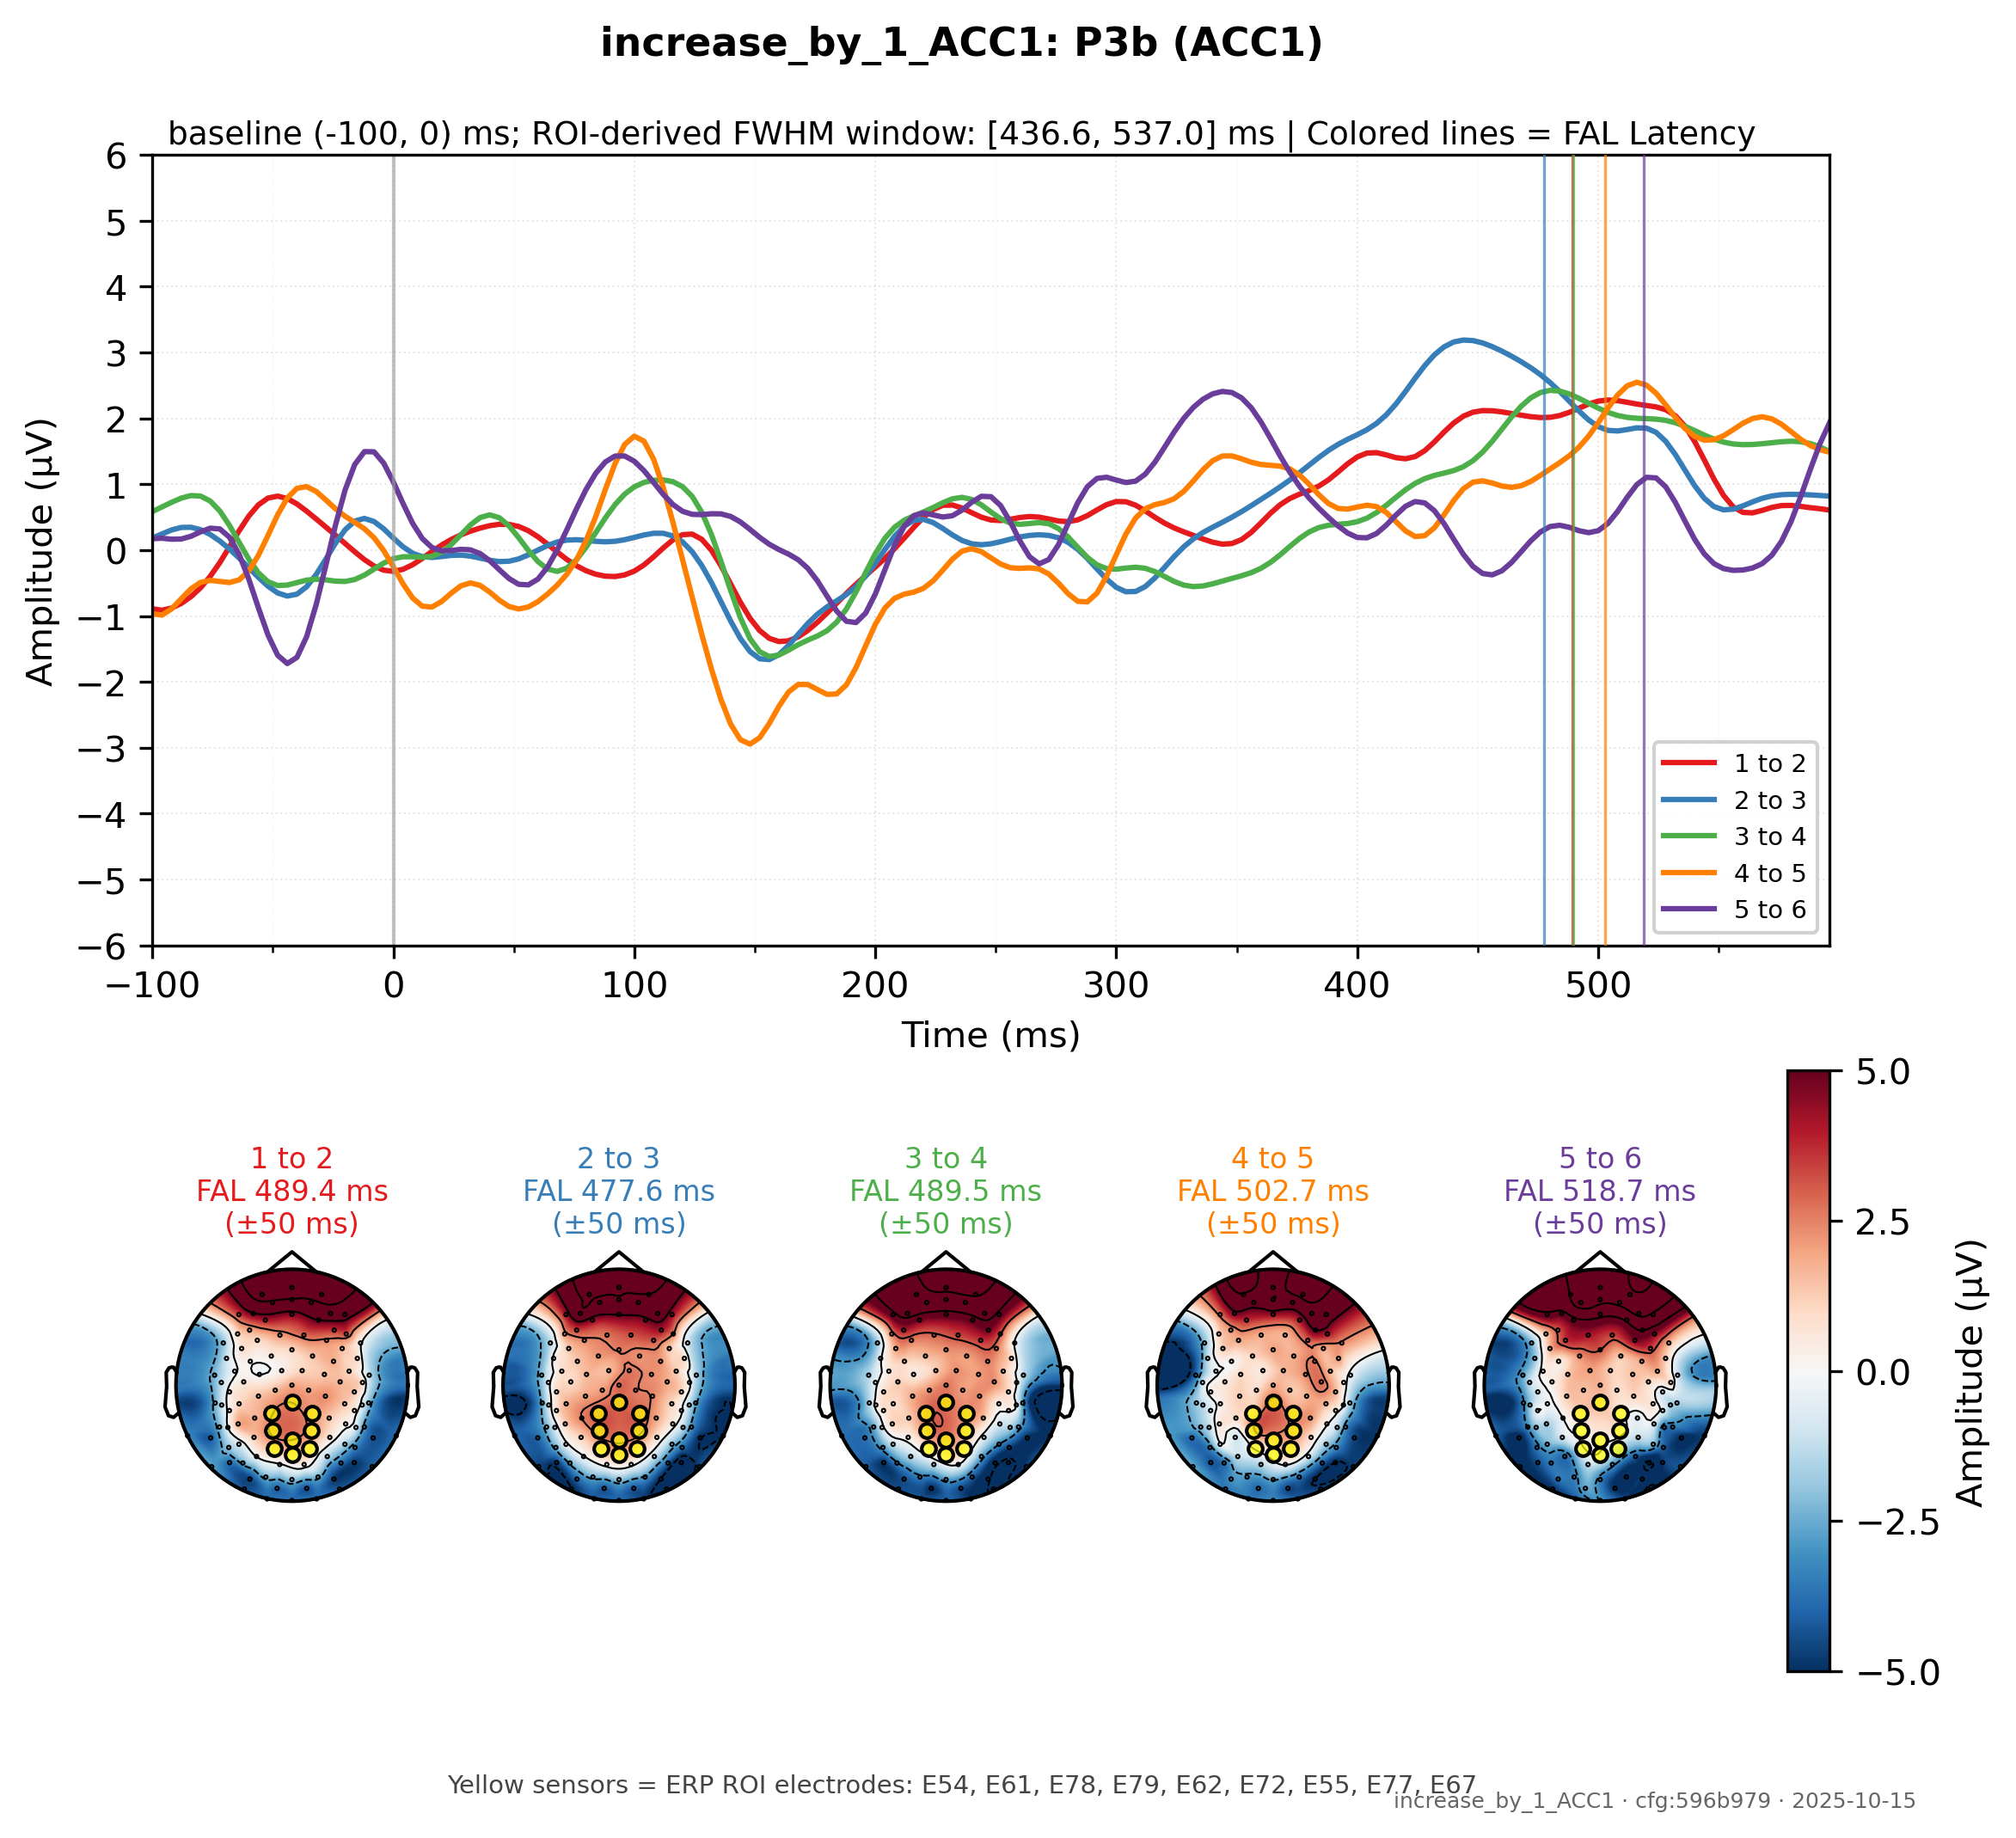 increase_by_1_ACC1: P3b (ACC1)
baseline (-100, 0) ms; ROI-derived FWHM window: [436.6, 537.0] ms | Colored lines = FAL Latency
Amplitude (µV)
6
5
4
3
2
1
0
−1
−2
−3
−4
−5
−6
1 to 2
2 to 3
3 to 4
4 to 5
5 to 6
−100
0
100
200
300
400
500
Time (ms)
1 to 2
FAL 489.4 ms
(±50 ms)
2 to 3
FAL 477.6 ms
(±50 ms)
3 to 4
FAL 489.5 ms
(±50 ms)
4 to 5
FAL 502.7 ms
(±50 ms)
5 to 6
FAL 518.7 ms
(±50 ms)
5.0
2.5
0.0
−2.5
−5.0
Amplitude (µV)
Yellow sensors = ERP ROI electrodes: E54, E61, E78, E79, E62, E72, E55, E77, E67
increase_by_1_ACC1 · cfg:596b979 · 2025-10-15